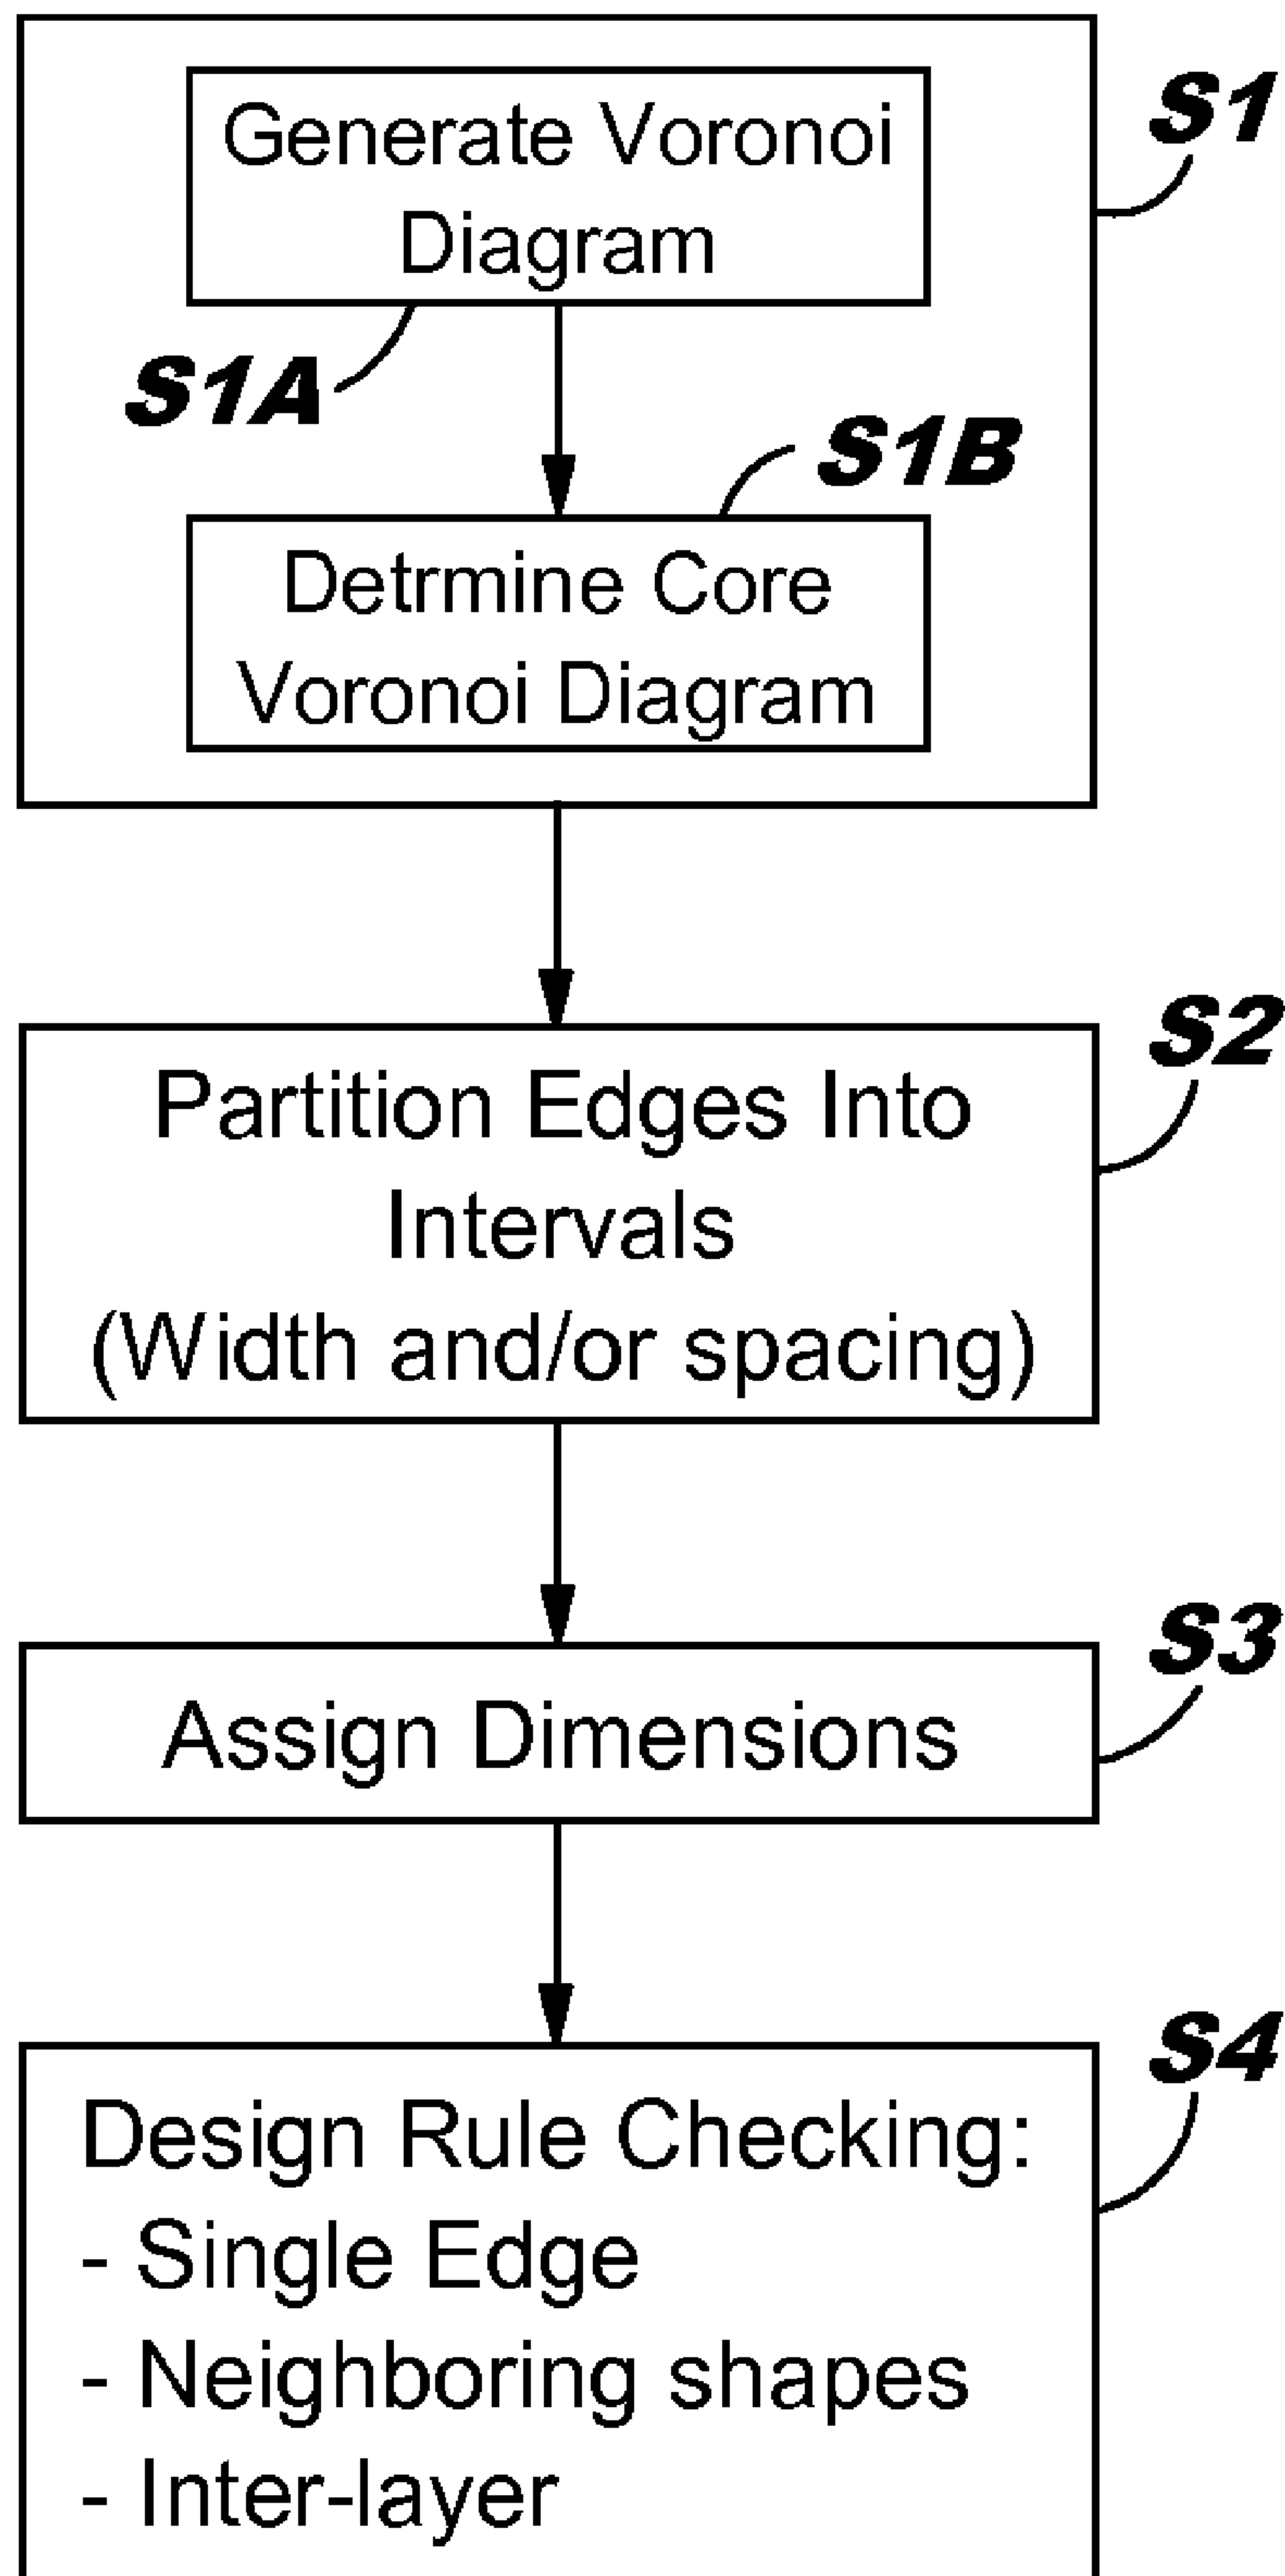 Generate Voronoi
Diagram
S1
S1A
S1B
Detrmine Core
Voronoi Diagram
S2
Partition Edges Into
Intervals
(Width and/or spacing)
S3
Assign Dimensions
S4
Design Rule Checking:
- Single Edge
- Neighboring shapes
- Inter-layer